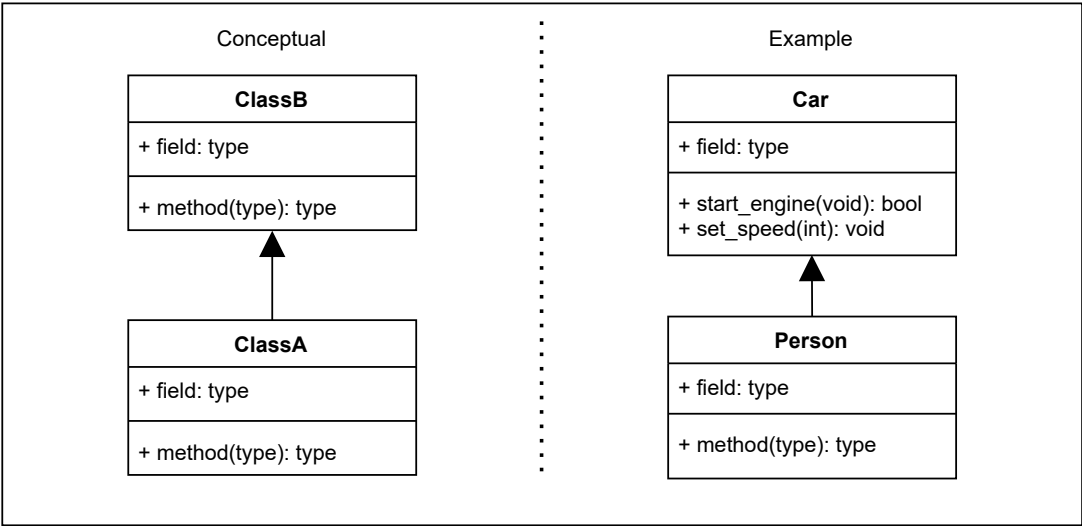 Conceptual
ClassB
+ field: type
+ method(type): type
ClassA
+ field: type
+ method(type): type
Example
Car
+ field: type
+ start_engine(void): bool
+ set_speed(int): void
Person
+ field: type
+ method(type): type